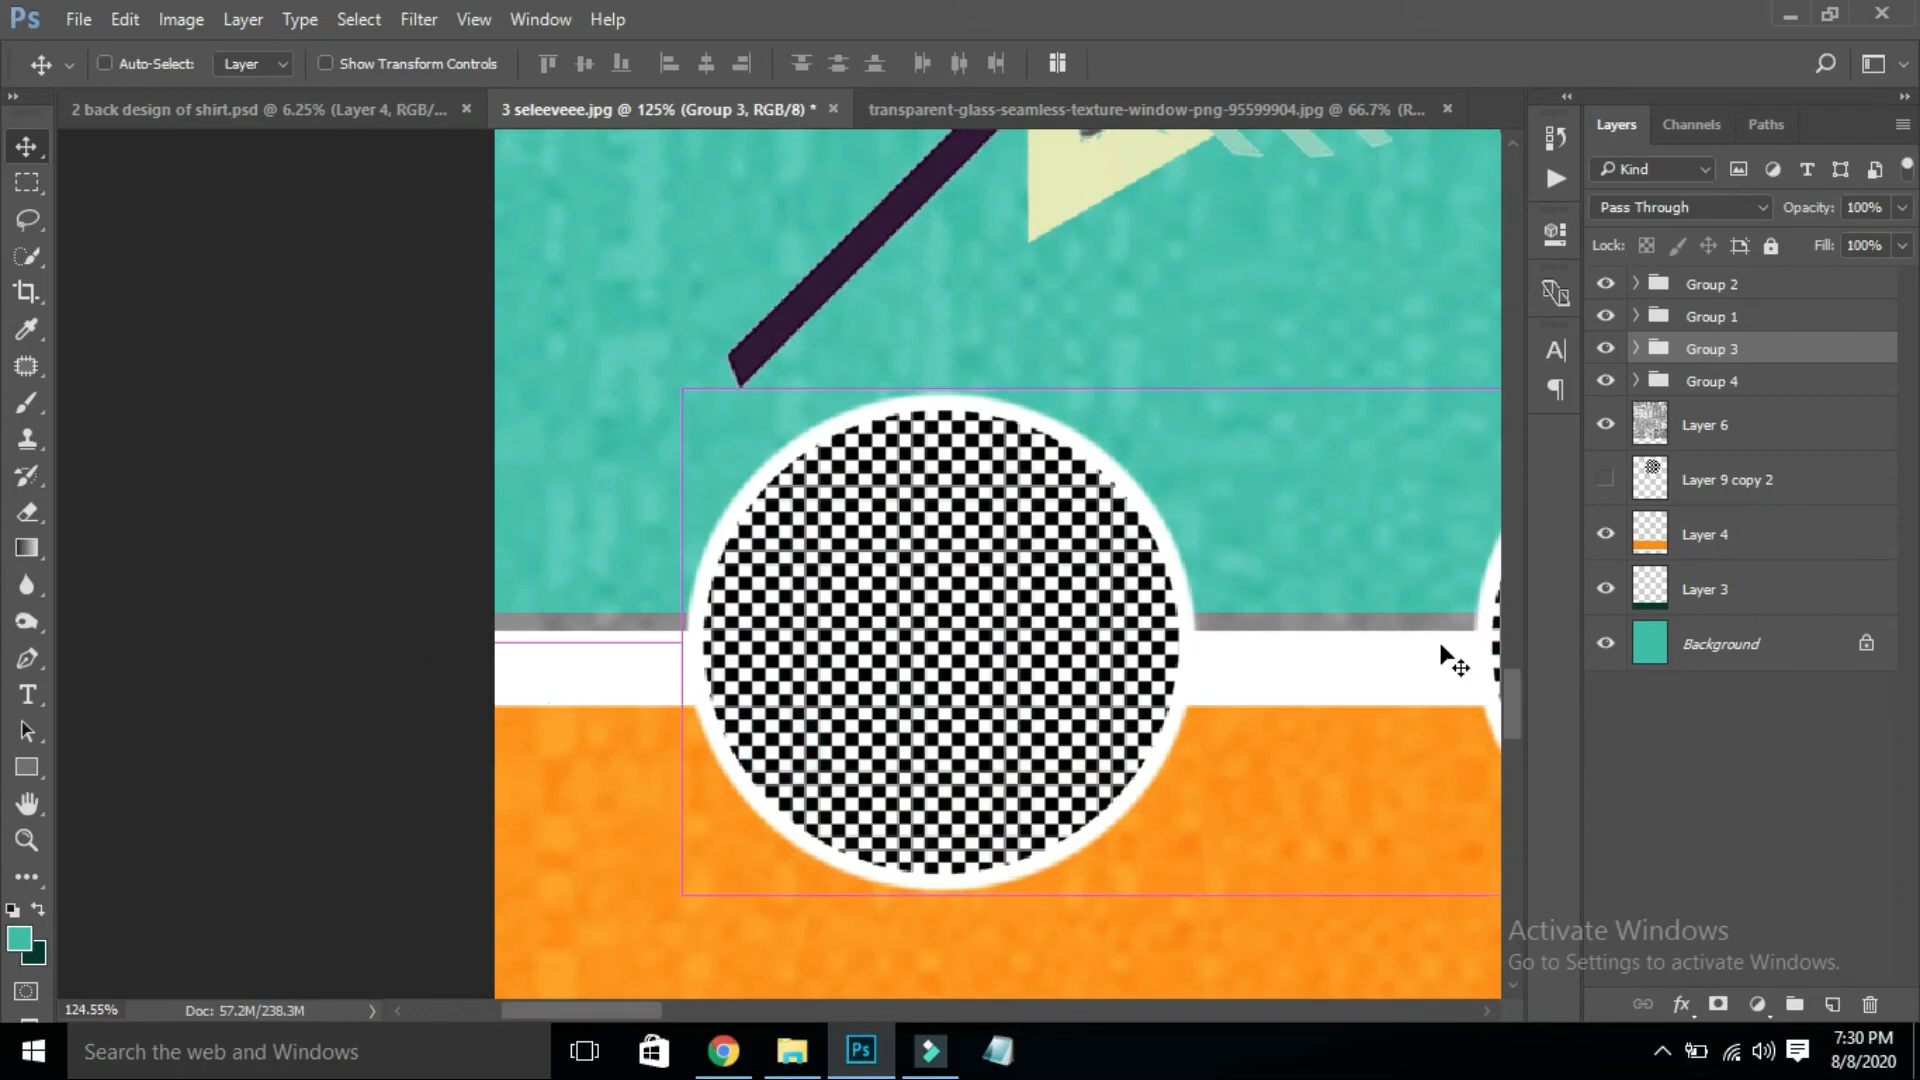 Ps File Edit Image Layer Type Select Filter View Window Help
Auto-Select: Layer Show Transform Controls
2 back design of shirt.psd @ 6.25% (Layer 4, RGB/... × 3 seleeveee.jpg @ 125% (Group 3, RGB/8) * × transparent-glass-seamless-texture-window-png-95599904.jpg @ 66.7% (R... ×
Layers Channels Paths
Kind
Pass Through Opacity: 100%
Lock: Fill: 100%
Group 2
Group 1
Group 3
Group 4
Layer 6
Layer 9 copy 2
Layer 4
Layer 3
Background
Activate Windows
Go to Settings to activate Windows.
124.55% Doc: 57.2M/238.3M
Search the web and Windows
Ps
7:30 PM
8/8/2020